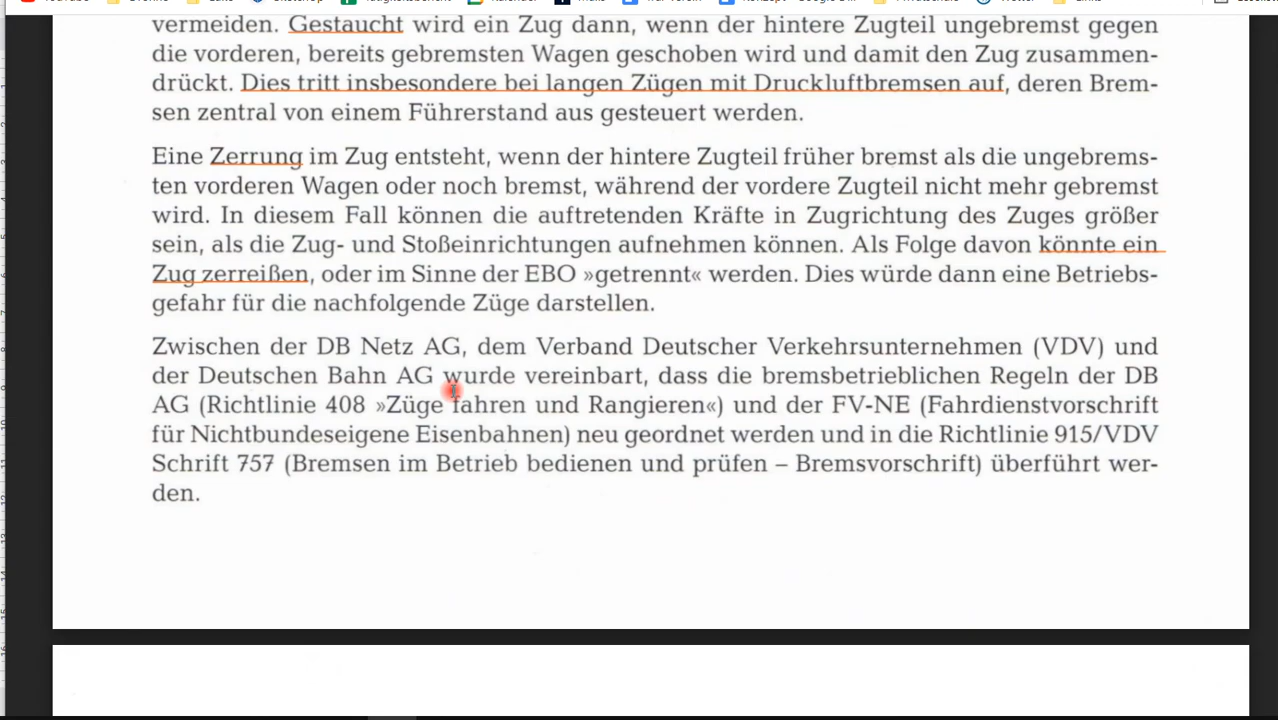 vermeiden. Gestaucht wird ein Zug dann, wenn der hintere Zugteil ungebremst gegen
die vorderen, bereits gebremsten Wagen geschoben wird und damit den Zug zusammen-
drückt. Dies tritt insbesondere bei langen Zügen mit Druckluftbremsen auf, deren Brem-
sen zentral von einem Führerstand aus gesteuert werden.
Eine Zerrung im Zug entsteht, wenn der hintere Zugteil früher bremst als die ungebrems-
ten vorderen Wagen oder noch bremst, während der vordere Zugteil nicht mehr gebremst
wird. In diesem Fall können die auftretenden Kräfte in Zugrichtung des Zuges größer
sein, als die Zug- und Stoßeinrichtungen aufnehmen können. Als Folge davon könnte ein
Zug zerreißen, oder im Sinne der EBO »getrennt« werden. Dies würde dann eine Betriebs-
gefahr für die nachfolgende Züge darstellen.
Zwischen der DB Netz AG, dem Verband Deutscher Verkehrsunternehmen (VDV) und
der Deutschen Bahn AG wurde vereinbart, dass die bremsbetrieblichen Regeln der DB
AG (Richtlinie 408 »Züge fahren und Rangieren«) und der FV-NE (Fahrdienstvorschrift
für Nichtbundeseigene Eisenbahnen) neu geordnet werden und in die Richtlinie 915/VDV
Schrift 757 (Bremsen im Betrieb bedienen und prüfen – Bremsvorschrift) überführt wer-
den.